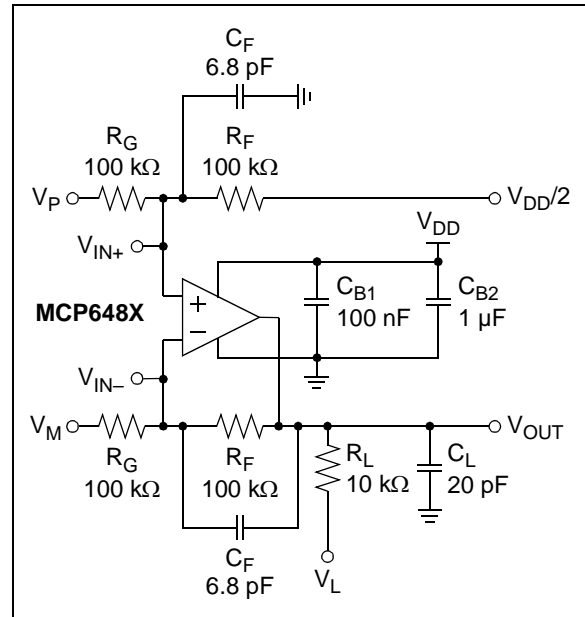 C_F
6.8 pF
R_G
100 kΩ
R_F
100 kΩ
V_P
V_DD/2
V_IN+
V_DD
MCP648X
+
−
C_B1
100 nF
C_B2
1 µF
V_IN–
V_M
V_OUT
R_G
100 kΩ
R_F
100 kΩ
R_L
10 kΩ
C_L
20 pF
C_F
6.8 pF
V_L